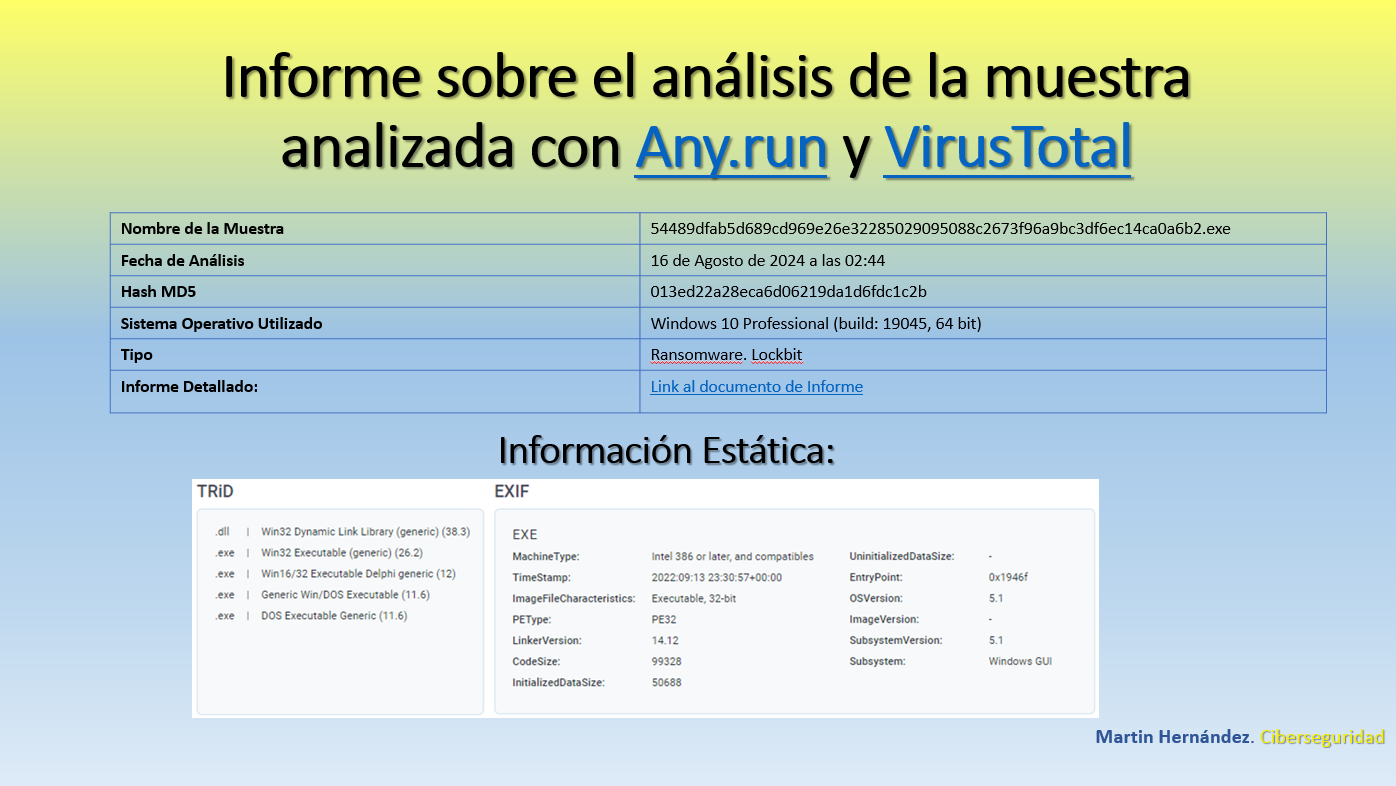 Informe sobre el análisis de la muestra
analizada con Any.run y VirusTotal
Nombre de la Muestra 54489dfab5d689cd969e26e32285029095088c2673f96a9bc3df6ec14ca0a6b2.exe
Fecha de Análisis 16 de Agosto de 2024 a las 02:44
Hash MD5 013ed22a28eca6d06219da1d6fdc1c2b
Sistema Operativo Utilizado Windows 10 Professional (build: 19045, 64 bit)
Tipo Ransomware. Lockbit
Informe Detallado: Link al documento de Informe
Información Estática:
TRiD
.dll | Win32 Dynamic Link Library (generic) (38.3)
.exe | Win32 Executable (generic) (26.2)
.exe | Win16/32 Executable Delphi generic (12)
.exe | Generic Win/DOS Executable (11.6)
.exe | DOS Executable Generic (11.6)
EXIF
EXE
MachineType: Intel 386 or later, and compatibles
TimeStamp: 2022:09:13 23:30:57+00:00
ImageFileCharacteristics: Executable, 32-bit
PEType: PE32
LinkerVersion: 14.12
CodeSize: 99328
InitializedDataSize: 50688
UninitializedDataSize: -
EntryPoint: 0x1946f
OSVersion: 5.1
ImageVersion: -
SubsystemVersion: 5.1
Subsystem: Windows GUI
Martin Hernández. Ciberseguridad